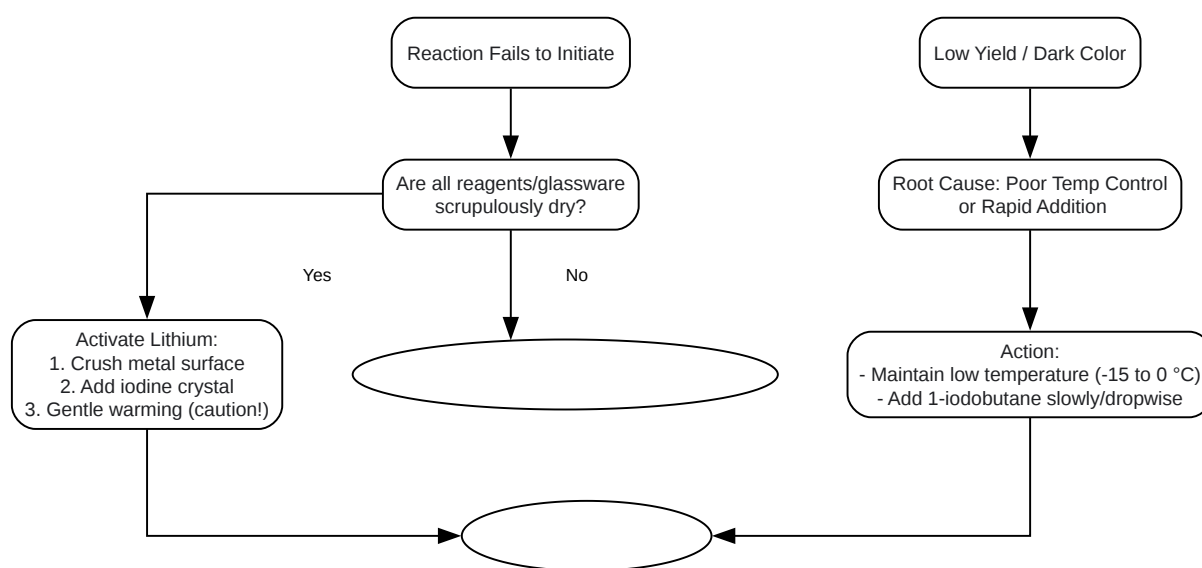 Reaction Fails to Initiate
Low Yield / Dark Color
Are all reagents/glassware
scrupulously dry?
Root Cause: Poor Temp Control
or Rapid Addition
Yes
No
Activate Lithium:
1. Crush metal surface
2. Add iodine crystal
3. Gentle warming (caution!)
Action:
- Maintain low temperature (-15 to 0 °C)
- Add 1-iodobutane slowly/dropwise